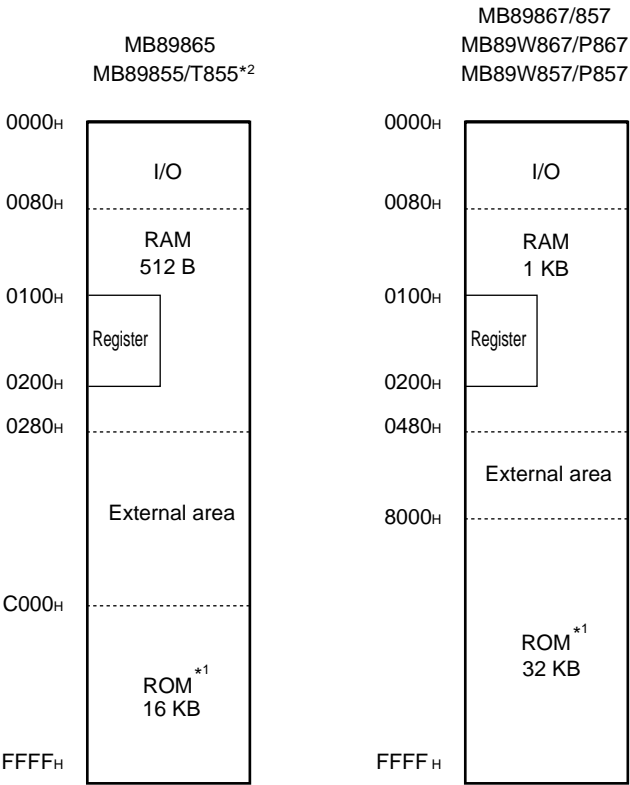 MB89865
MB89855/T855*2
0000H
I/O
0080H
RAM
512 B
0100H
Register
0200H
0280H
External area
C000H
ROM*1
16 KB
FFFFH
MB89867/857
MB89W867/P867
MB89W857/P857
0000H
I/O
0080H
RAM
1 KB
0100H
Register
0200H
0480H
External area
8000H
ROM*1
32 KB
FFFFH